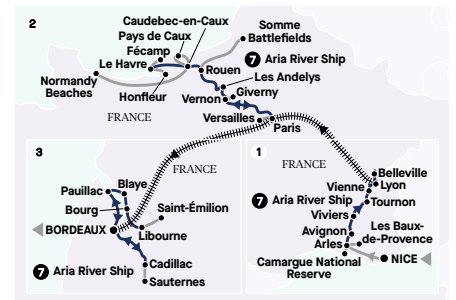 2
Caudebec-en-Caux
Pays de Caux
Fécamp
Le Havre
Somme
Battlefields
7 Aria River Ship
Rouen
Les Andelys
Normandy
Beaches
Honfleur
Vernon
Giverny
FRANCE
Versailles
Paris
3
FRANCE
Pauillac
Blaye
Bourg
Saint-Émilion
BORDEAUX
Libourne
7 Aria River Ship
Cadillac
Sauternes
1
FRANCE
Belleville
Vienne
Lyon
7 Aria River Ship
Tournon
Viviers
Avignon
Les Baux-
de-Provence
Arles
Camargue National
Reserve
NICE